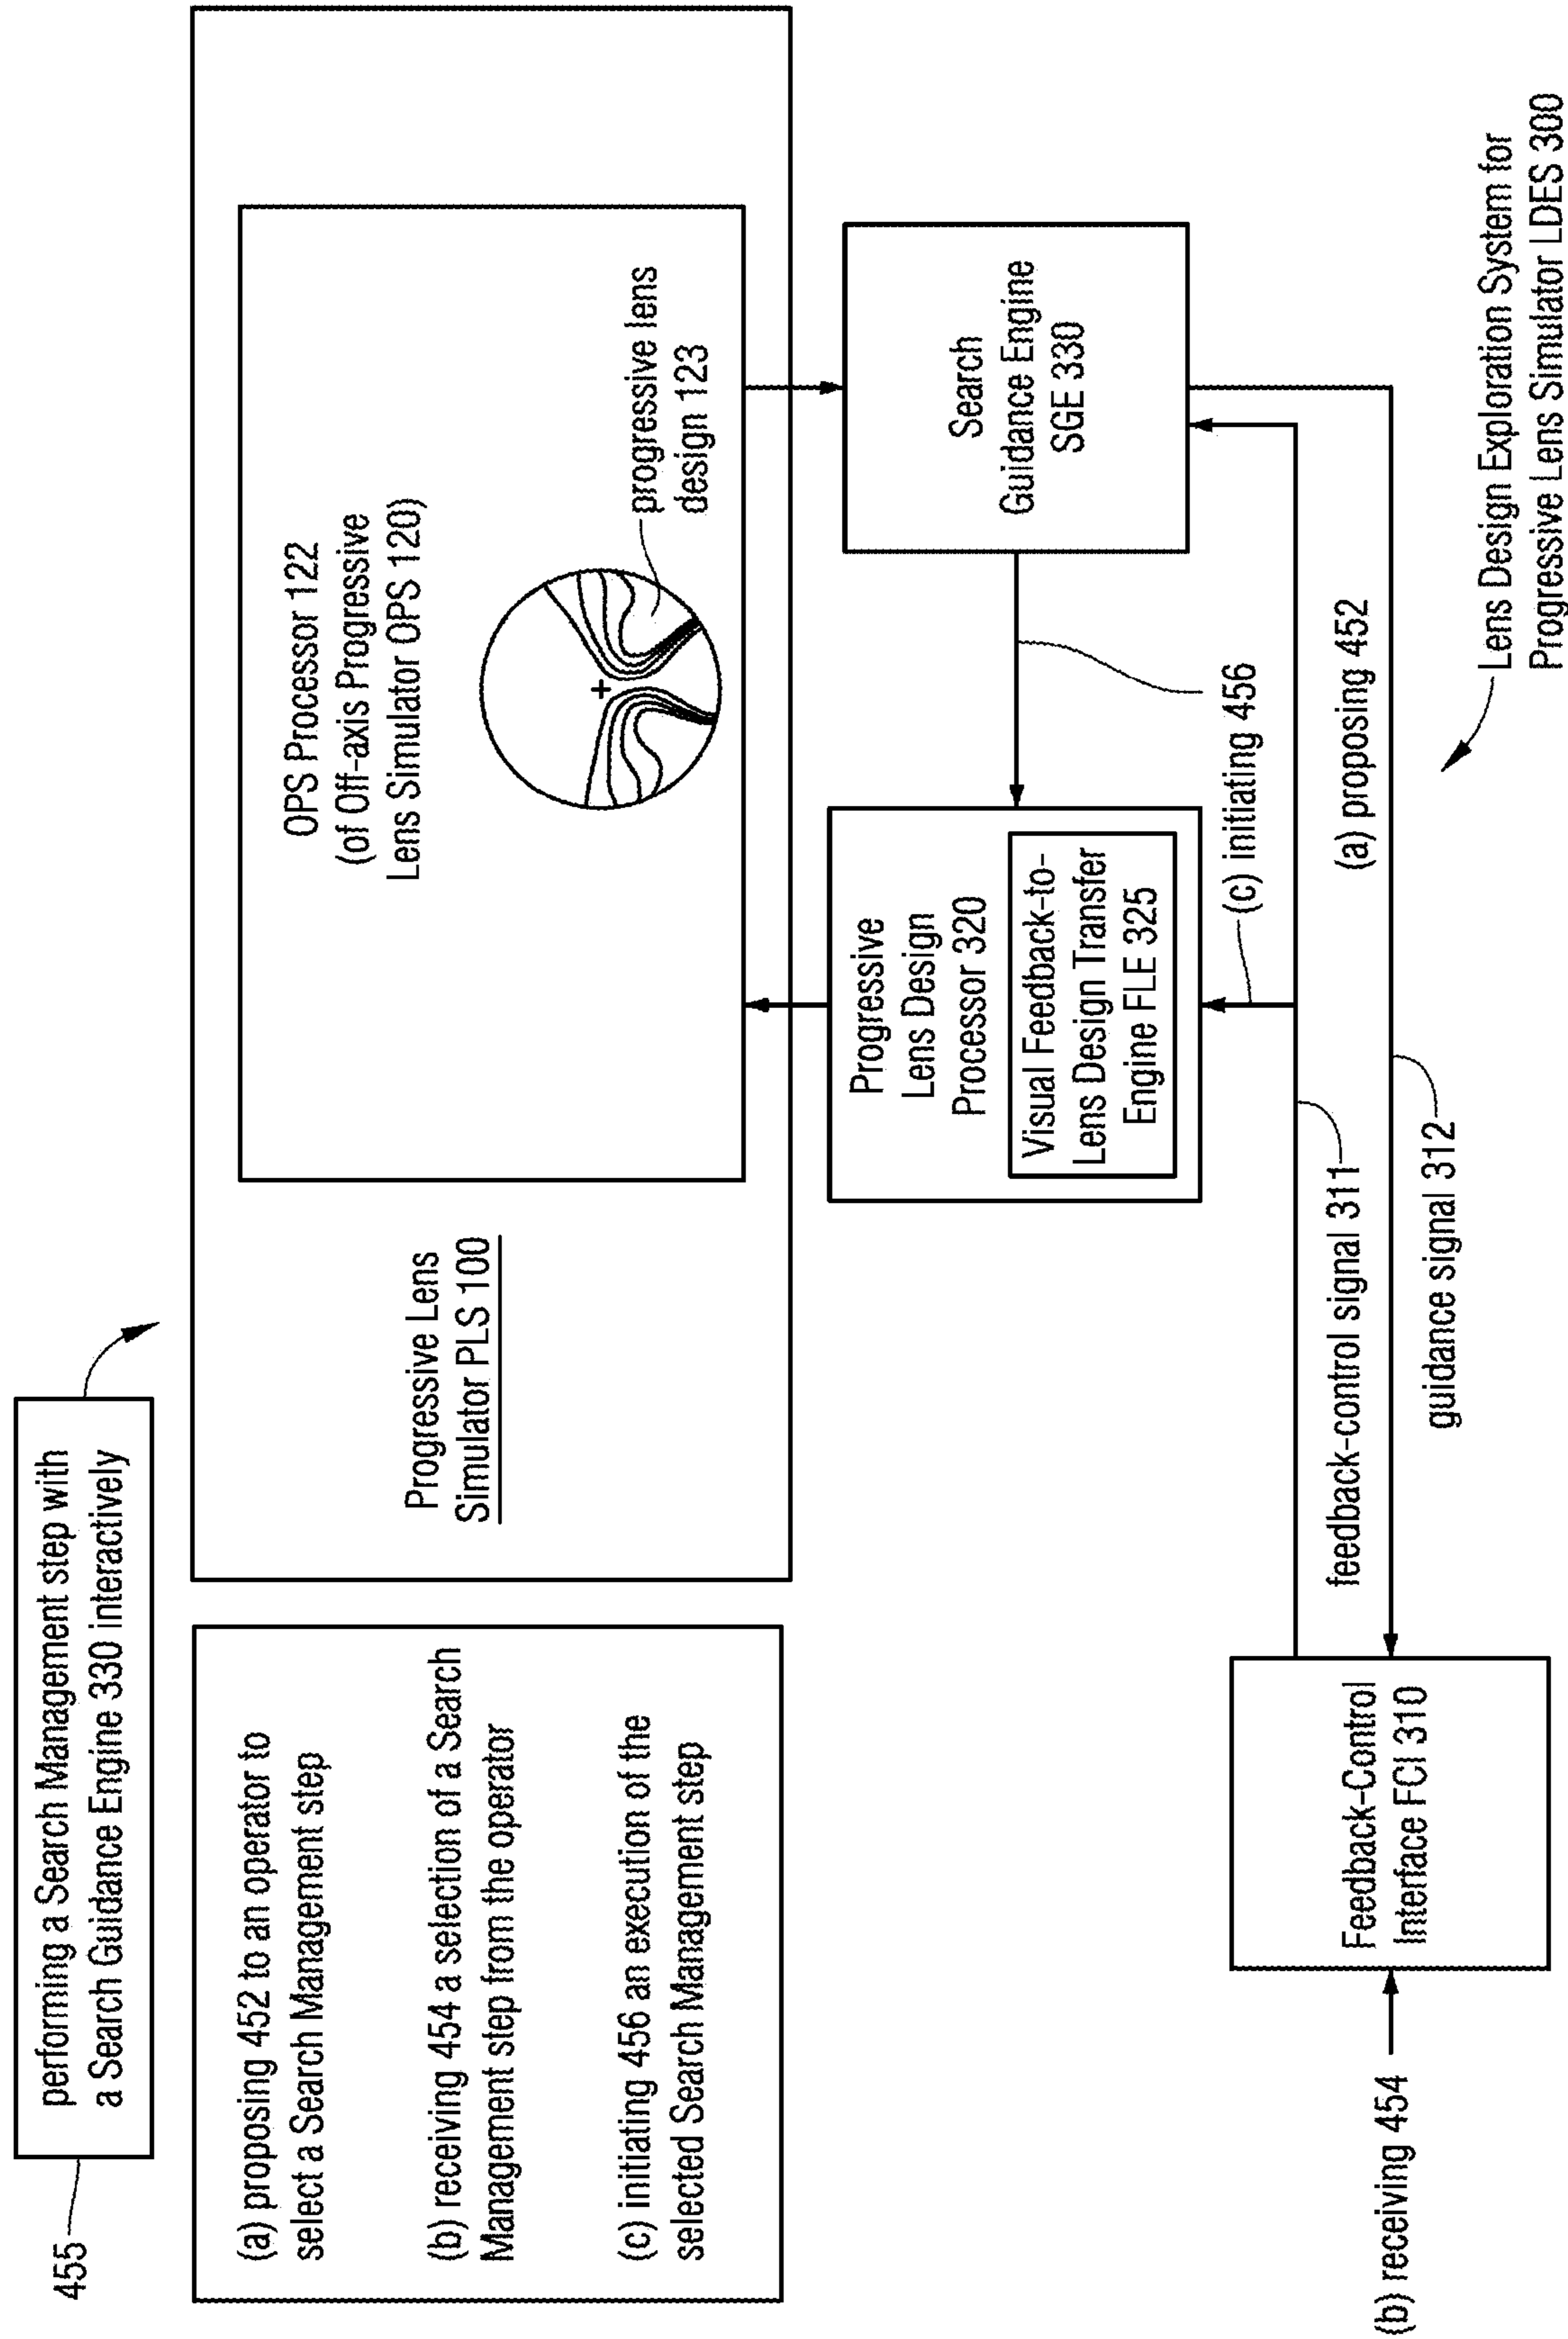 455
performing a Search Management step with
a Search Guidance Engine 330 interactively
(a) proposing 452 to an operator to
select a Search Management step
(b) receiving 454 a selection of a Search
Management step from the operator
(c) initiating 456 an execution of the
selected Search Management step
Progressive Lens
Simulator PLS 100
OPS Processor 122
(of Off-axis Progressive
Lens Simulator OPS 120)
progressive lens
design 123
Progressive
Lens Design
Processor 320
Visual Feedback-to-
Lens Design Transfer
Engine FLE 325
Search
Guidance Engine
SGE 330
(c) initiating 456
(a) proposing 452
feedback-control signal 311
guidance signal 312
(b) receiving 454
Feedback-Control
Interface FCI 310
Lens Design Exploration System for
Progressive Lens Simulator LDES 300